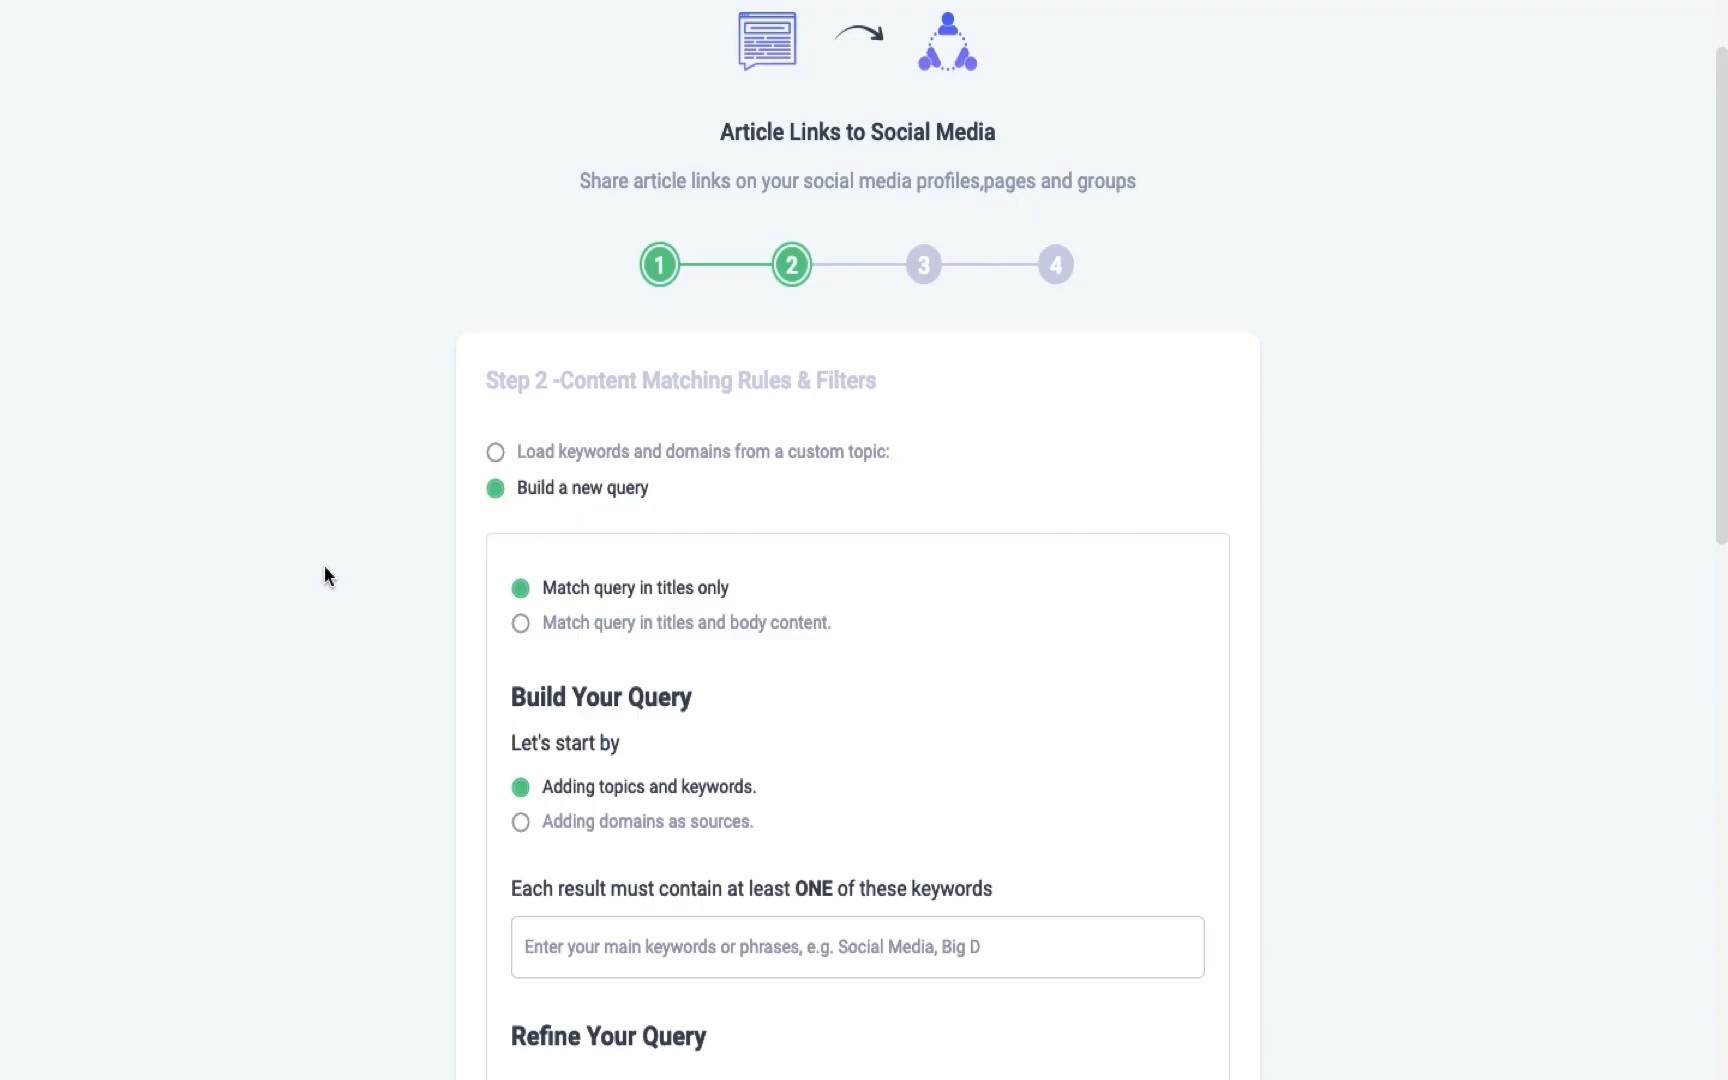 Article Links to Social Media
Share article links on your social media profiles,pages and groups
1 2 3 4
Step 2 -Content Matching Rules & Filters
Load keywords and domains from a custom topic:
Build a new query
Match query in titles only
Match query in titles and body content.
Build Your Query
Let's start by
Adding topics and keywords.
Adding domains as sources.
Each result must contain at least ONE of these keywords
Enter your main keywords or phrases, e.g. Social Media, Big D
Refine Your Query